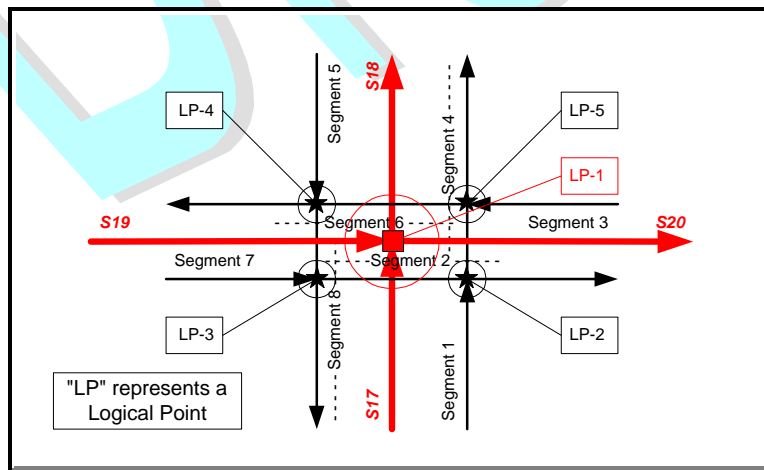 S18
Segment 5
Segment 4
LP-4
LP-5
LP-1
S19
Segment 6
Segment 3
S20
Segment 7
Segment 2
LP-3
Segment 8
S17
Segment 1
LP-2
"LP" represents a
Logical Point